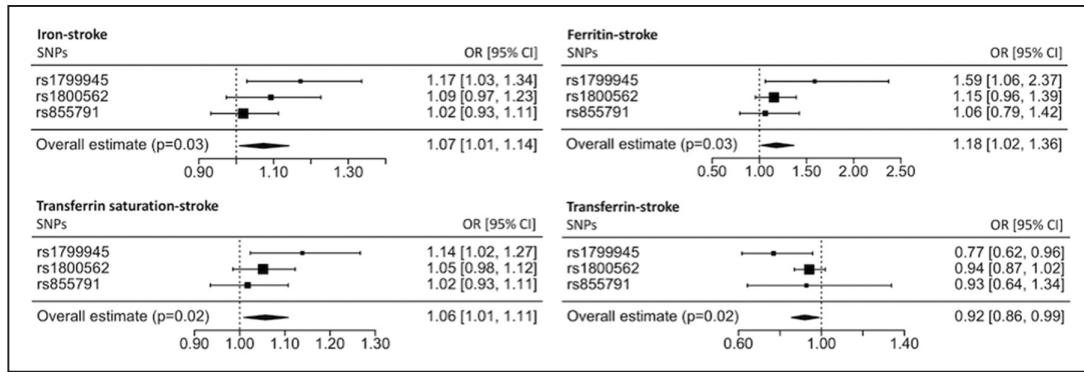 Iron-stroke
SNPs OR [95% CI]
rs1799945 1.17 [1.03, 1.34]
rs1800562 1.09 [0.97, 1.23]
rs855791 1.02 [0.93, 1.11]
Overall estimate (p=0.03) 1.07 [1.01, 1.14]
0.90 1.10 1.30
Ferritin-stroke
SNPs OR [95% CI]
rs1799945 1.59 [1.06, 2.37]
rs1800562 1.15 [0.96, 1.39]
rs855791 1.06 [0.79, 1.42]
Overall estimate (p=0.03) 1.18 [1.02, 1.36]
0.50 1.00 2.00 2.50
Transferrin saturation-stroke
SNPs OR [95% CI]
rs1799945 1.14 [1.02, 1.27]
rs1800562 1.05 [0.98, 1.12]
rs855791 1.02 [0.93, 1.11]
Overall estimate (p=0.02) 1.06 [1.01, 1.11]
0.90 1.00 1.10 1.20 1.30
Transferrin-stroke
SNPs OR [95% CI]
rs1799945 0.77 [0.62, 0.96]
rs1800562 0.94 [0.87, 1.02]
rs855791 0.93 [0.64, 1.34]
Overall estimate (p=0.02) 0.92 [0.86, 0.99]
0.60 1.00 1.40